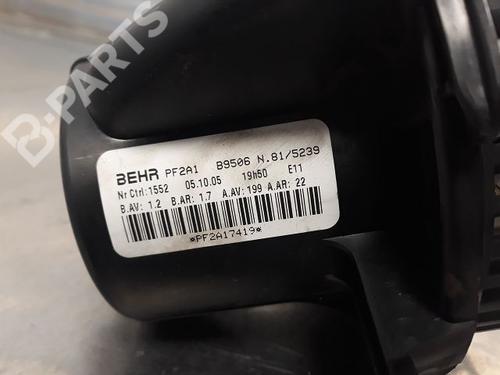 B-PARTS
BEHR PF2A1 B9506 N.81/5239
Nr Ctrl:1552 05.10.05 19h50 E11
B.AV: 1.2 B.AR: 1.7 A.AV: 199 A.AR: 22
*PF2A17419*